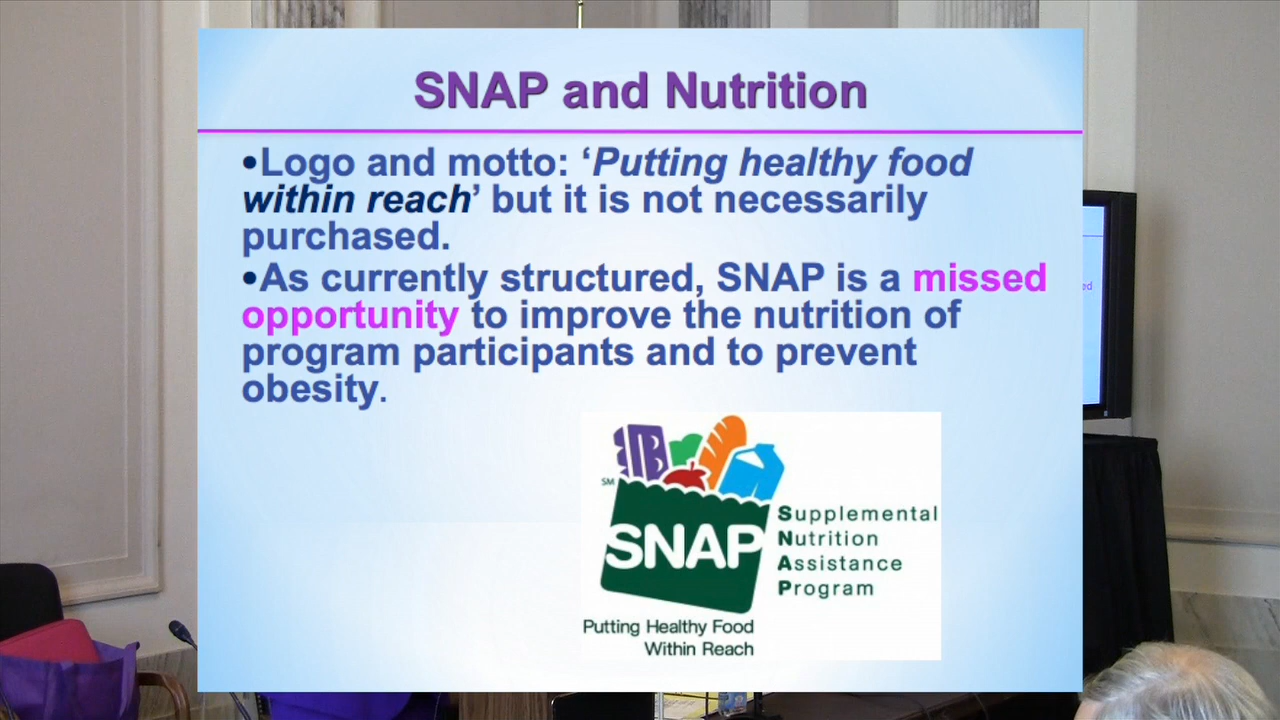 SNAP and Nutrition
•Logo and motto: ‘Putting healthy food
within reach’ but it is not necessarily
purchased.
•As currently structured, SNAP is a missed
opportunity to improve the nutrition of
program participants and to prevent
obesity.
SM
SNAP
Supplemental
Nutrition
Assistance
Program
Putting Healthy Food
Within Reach
ed